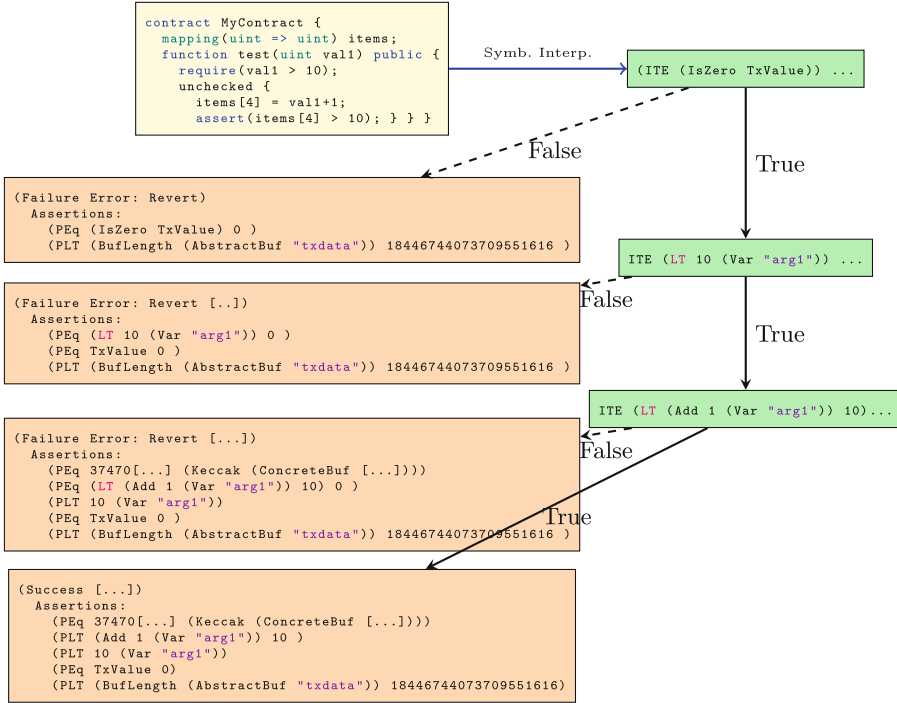 contract MyContract {
mapping(uint => uint) items;
function test(uint val1) public {
require(val1 > 10);
unchecked {
items[4] = val1+1;
assert(items[4] > 10); } } }
Symb. Interp.
(ITE (IsZero TxValue)) ...
False
True
(Failure Error: Revert)
Assertions:
(PEq (IsZero TxValue) 0 )
(PLT (BufLength (AbstractBuf "txdata")) 18446744073709551616 )
ITE (LT 10 (Var "arg1")) ...
False
True
(Failure Error: Revert [..])
Assertions:
(PEq (LT 10 (Var "arg1")) 0 )
(PEq TxValue 0 )
(PLT (BufLength (AbstractBuf "txdata")) 18446744073709551616 )
ITE (LT (Add 1 (Var "arg1")) 10)...
False
True
(Failure Error: Revert [...])
Assertions:
(PEq 37470[...] (Keccak (ConcreteBuf [...])))
(PEq (LT (Add 1 (Var "arg1")) 10) 0 )
(PLT 10 (Var "arg1"))
(PEq TxValue 0 )
(PLT (BufLength (AbstractBuf "txdata")) 18446744073709551616 )
(Success [...])
Assertions:
(PEq 37470[...] (Keccak (ConcreteBuf [...])))
(PLT (Add 1 (Var "arg1")) 10 )
(PLT 10 (Var "arg1"))
(PEq TxValue 0)
(PLT (BufLength (AbstractBuf "txdata")) 18446744073709551616)